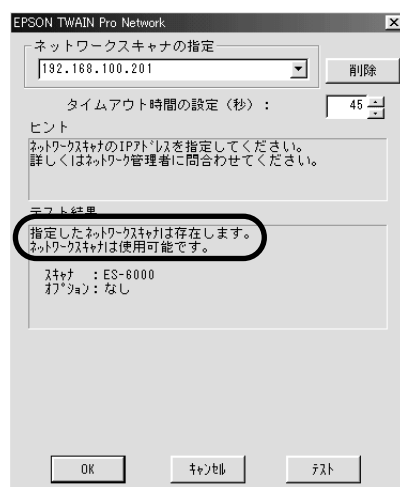 EPSON TWAIN Pro Network
ネットワークスキャナの指定
192.168.100.201
削除
タイムアウト時間の設定（秒）：
45
ヒント
ﾈｯﾄﾜｰｸｽｷｬﾅのIPｱﾄﾞﾚｽを指定してください。
詳しくはﾈｯﾄﾜｰｸ管理者に問合わせてください。
テスト結果
指定したﾈｯﾄﾜｰｸｽｷｬﾅは存在します。
ﾈｯﾄﾜｰｸｽｷｬﾅは使用可能です。
ｽｷｬﾅ　：ES-6000
ｵﾌﾟｼｮﾝ：なし
OK
ｷｬﾝｾﾙ
ﾃｽﾄ